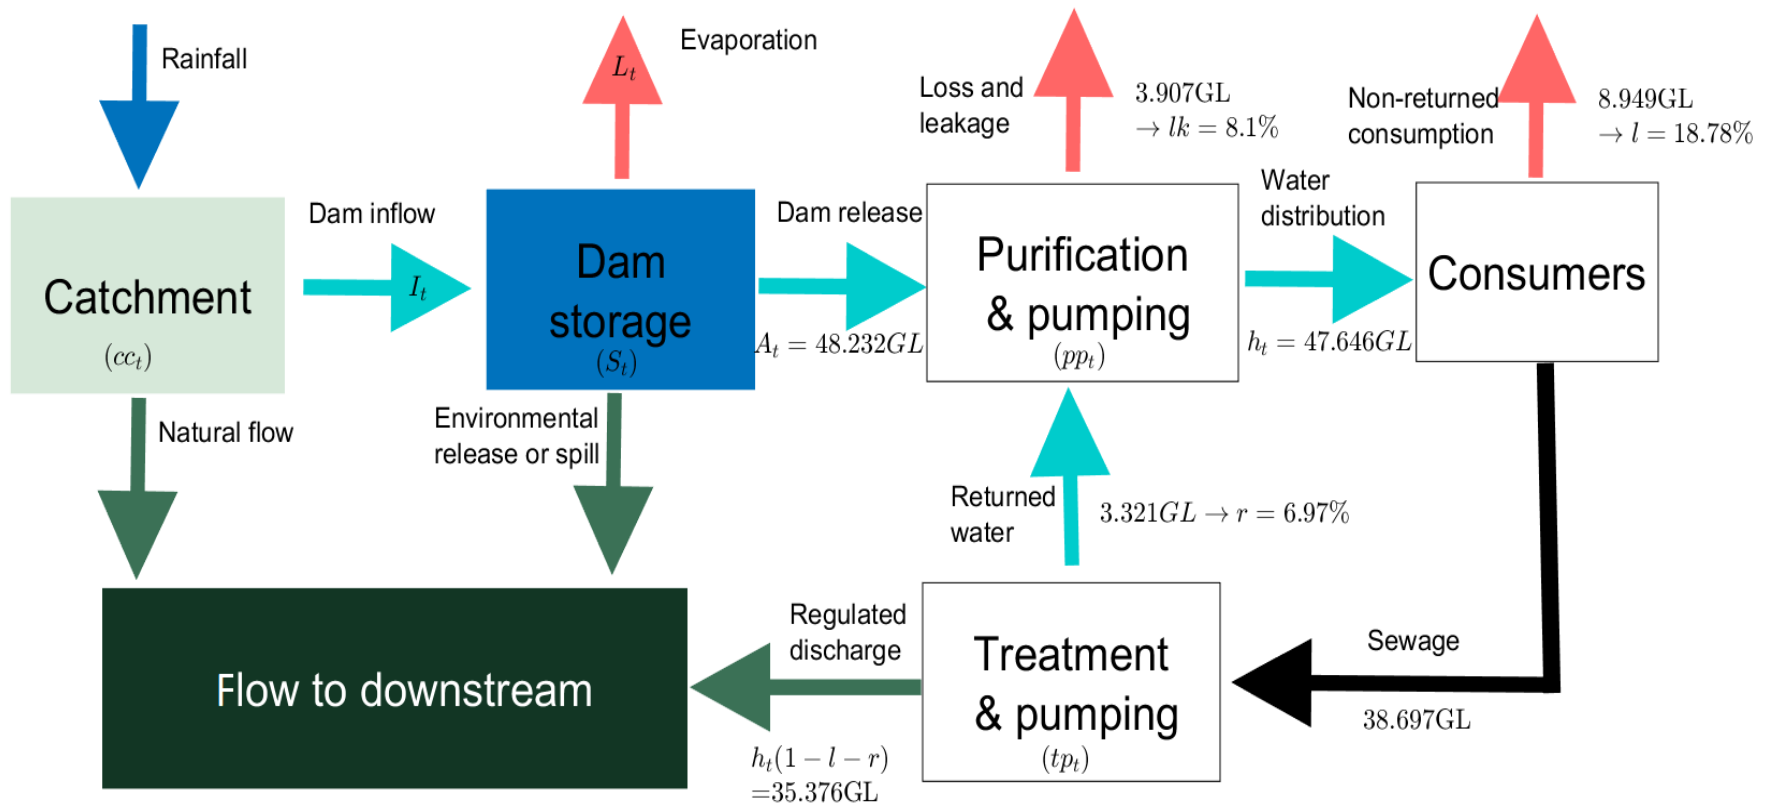 Rainfall
Evaporation
L_t
Loss and
leakage
3.907GL
→ lk = 8.1%
Non-returned
consumption
8.949GL
→ l = 18.78%
Dam inflow
I_t
Dam release
A_t = 48.232GL
Water
distribution
h_t = 47.646GL
Catchment
(cc_t)
Dam
storage
(S_t)
Purification
& pumping
(pp_t)
Consumers
Natural flow
Environmental
release or spill
Returned
water
3.321GL → r = 6.97%
Flow to downstream
Regulated
discharge
h_t(1 − l − r)
=35.376GL
Treatment
& pumping
(tp_t)
Sewage
38.697GL